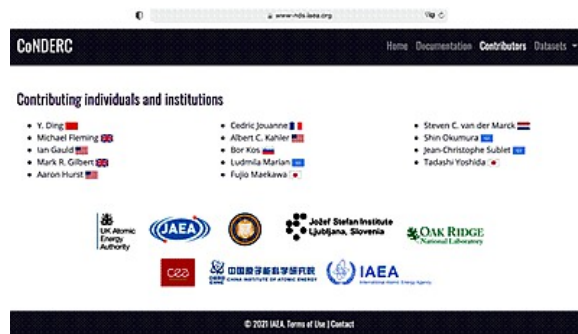 www-nds.iaea.org
CoNDERC
Home Documentation Contributors Datasets
Contributing individuals and institutions
Y. Ding
Michael Fleming
Ian Gauld
Mark R. Gilbert
Aaron Hurst
Cedric Jouanne
Albert C. Kahler
Bor Kos
Ludmila Marian
Fujio Maekawa
Steven C. van der Marck
Shin Okumura
Jean-Christophe Sublet
Tadashi Yoshida
UK Atomic
Energy
Authority
JAEA
Jožef Stefan Institute
Ljubljana, Slovenia
OAK RIDGE
National Laboratory
cea
中国原子能科学研究院
CHINA INSTITUTE OF ATOMIC ENERGY
IAEA
International Atomic Energy Agency
© 2021 IAEA. Terms of Use | Contact